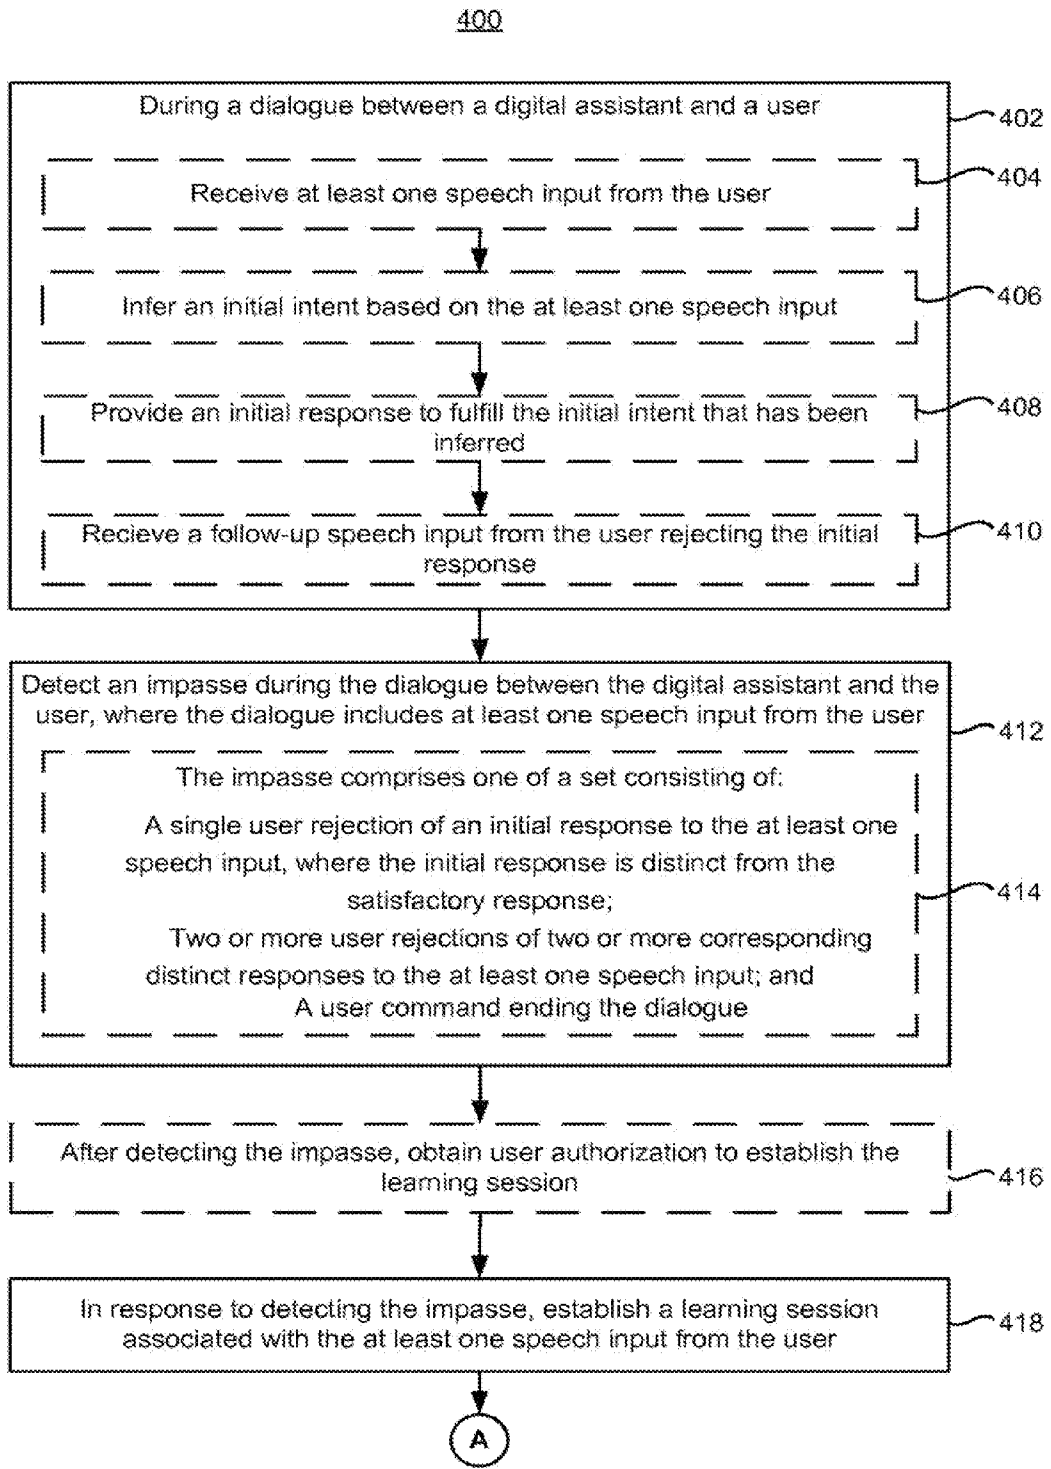 400
During a dialogue between a digital assistant and a user
402
Receive at least one speech input from the user
404
Infer an initial intent based on the at least one speech input
406
Provide an initial response to fulfill the initial intent that has been
inferred
408
Recieve a follow-up speech input from the user rejecting the initial
response
410
Detect an impasse during the dialogue between the digital assistant and the
user, where the dialogue includes at least one speech input from the user
412
The impasse comprises one of a set consisting of:
A single user rejection of an initial response to the at least one
speech input, where the initial response is distinct from the
satisfactory response;
Two or more user rejections of two or more corresponding
distinct responses to the at least one speech input; and
A user command ending the dialogue
414
After detecting the impasse, obtain user authorization to establish the
learning session
416
In response to detecting the impasse, establish a learning session
associated with the at least one speech input from the user
418
A